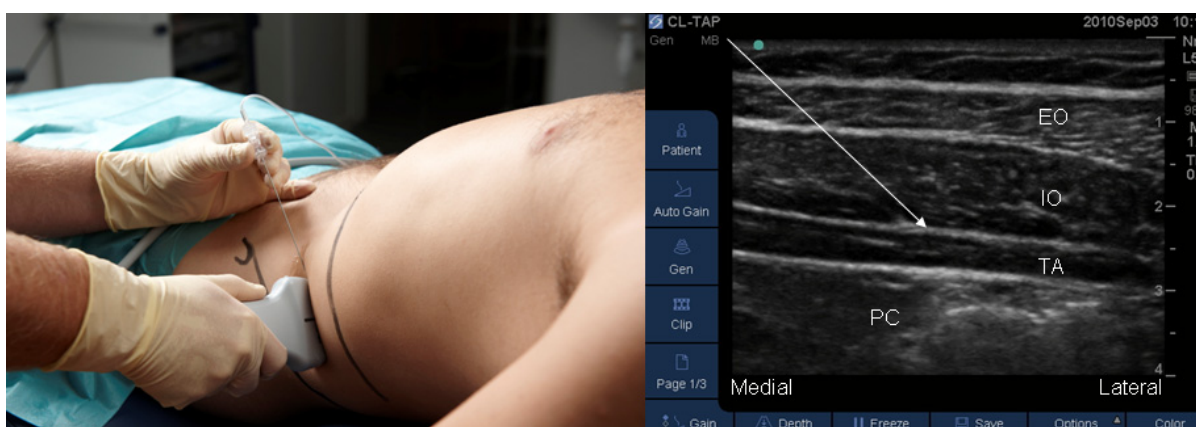 CL-TAP
2010Sep03 10:
Gen MB
EO
1
Patient
IO
2
Auto Gain
TA
Gen
3
PC
Clip
4
Page 1/3
Medial
Lateral
Gain
Depth
Freeze
Save
Options
Color